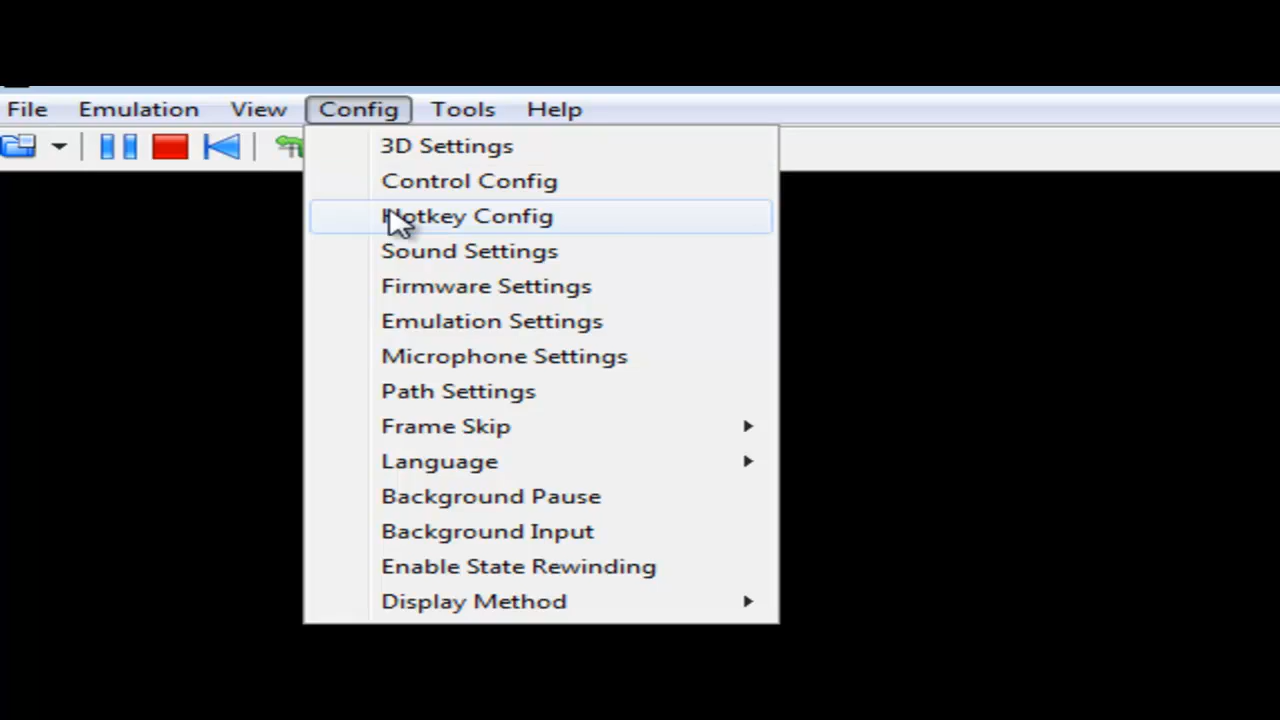 File Emulation View Config Tools Help
3D Settings
Control Config
Hotkey Config
Sound Settings
Firmware Settings
Emulation Settings
Microphone Settings
Path Settings
Frame Skip
Language
Background Pause
Background Input
Enable State Rewinding
Display Method